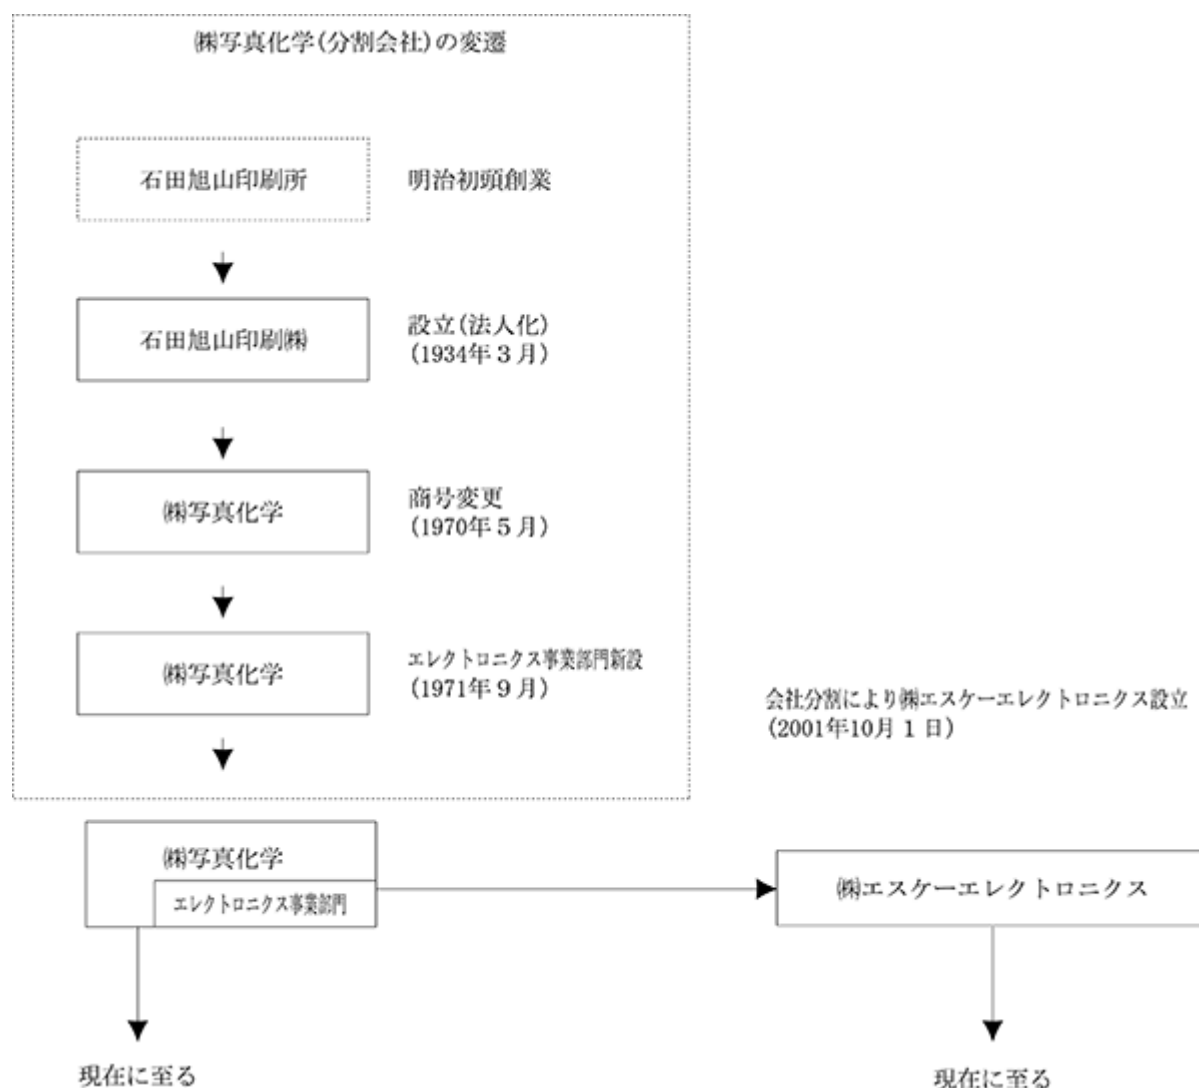 ㈱写真化学(分割会社)の変遷
石田旭山印刷所
明治初頭創業
石田旭山印刷㈱
設立(法人化)
(1934年3月)
㈱写真化学
商号変更
(1970年5月)
㈱写真化学
エレクトロニクス事業部門新設
(1971年9月)
会社分割により㈱エスケーエレクトロニクス設立
(2001年10月1日)
㈱写真化学
エレクトロニクス事業部門
㈱エスケーエレクトロニクス
現在に至る
現在に至る